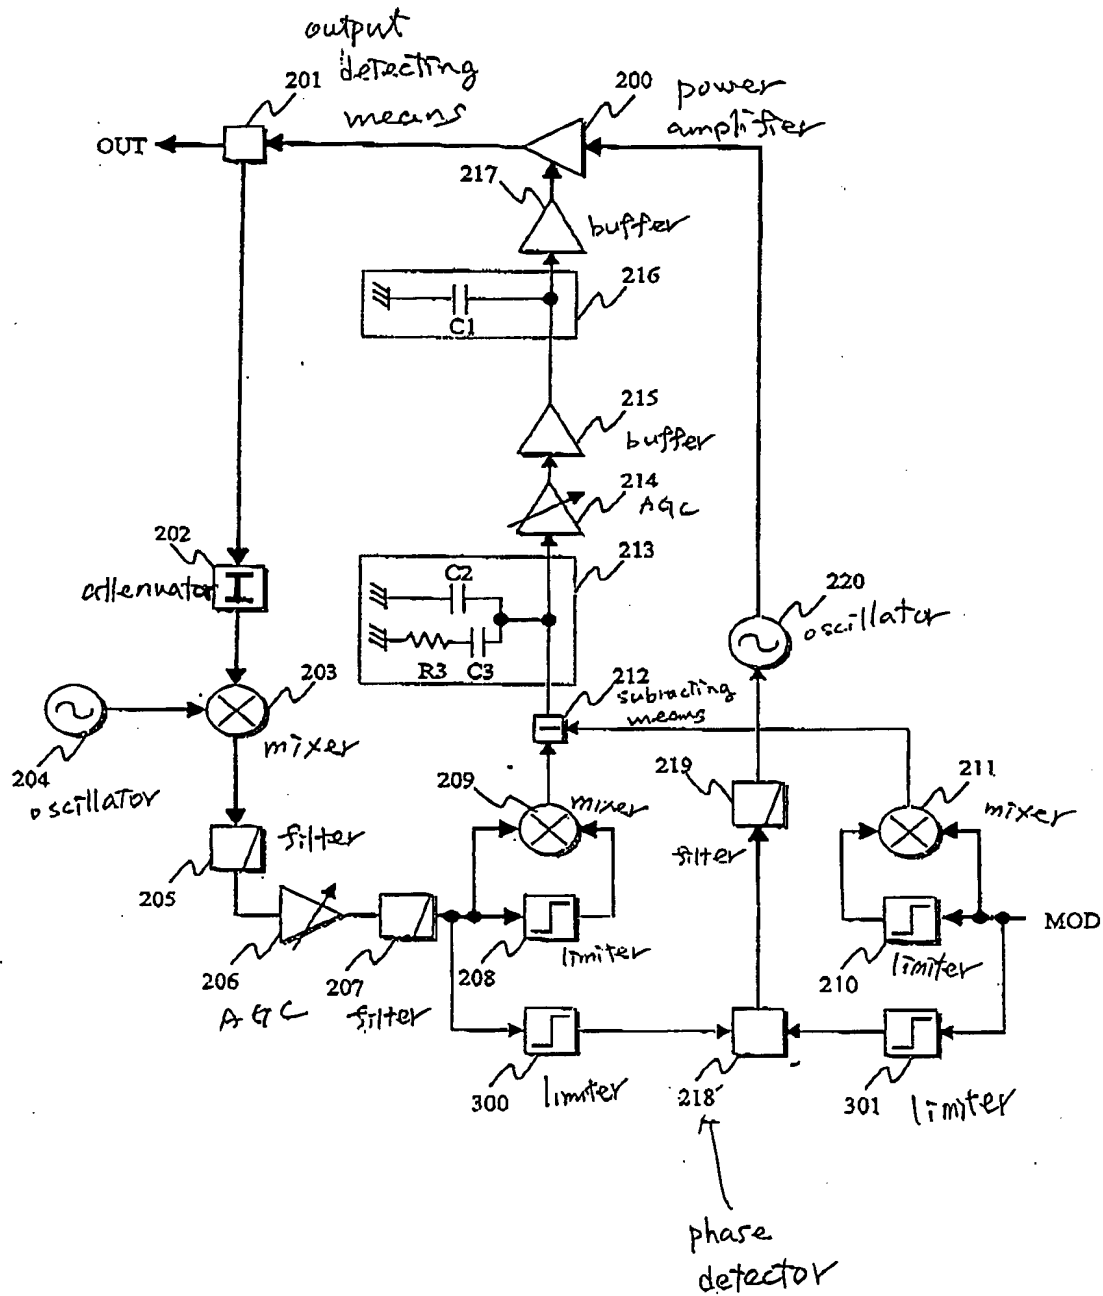 output
detecting
means
201
200
power
amplifier
OUT
217
buffer
216
C1
215
buffer
214
AGC
213
C2
R3 C3
202
attenuator
220
oscillator
203
mixer
204
oscillator
212
subracting
means
209
mixer
219
filter
211
mixer
filter
205
206
AGC
207
filter
208
limiter
210
limiter
MOD
300
limiter
218'
301
limiter
phase
detector